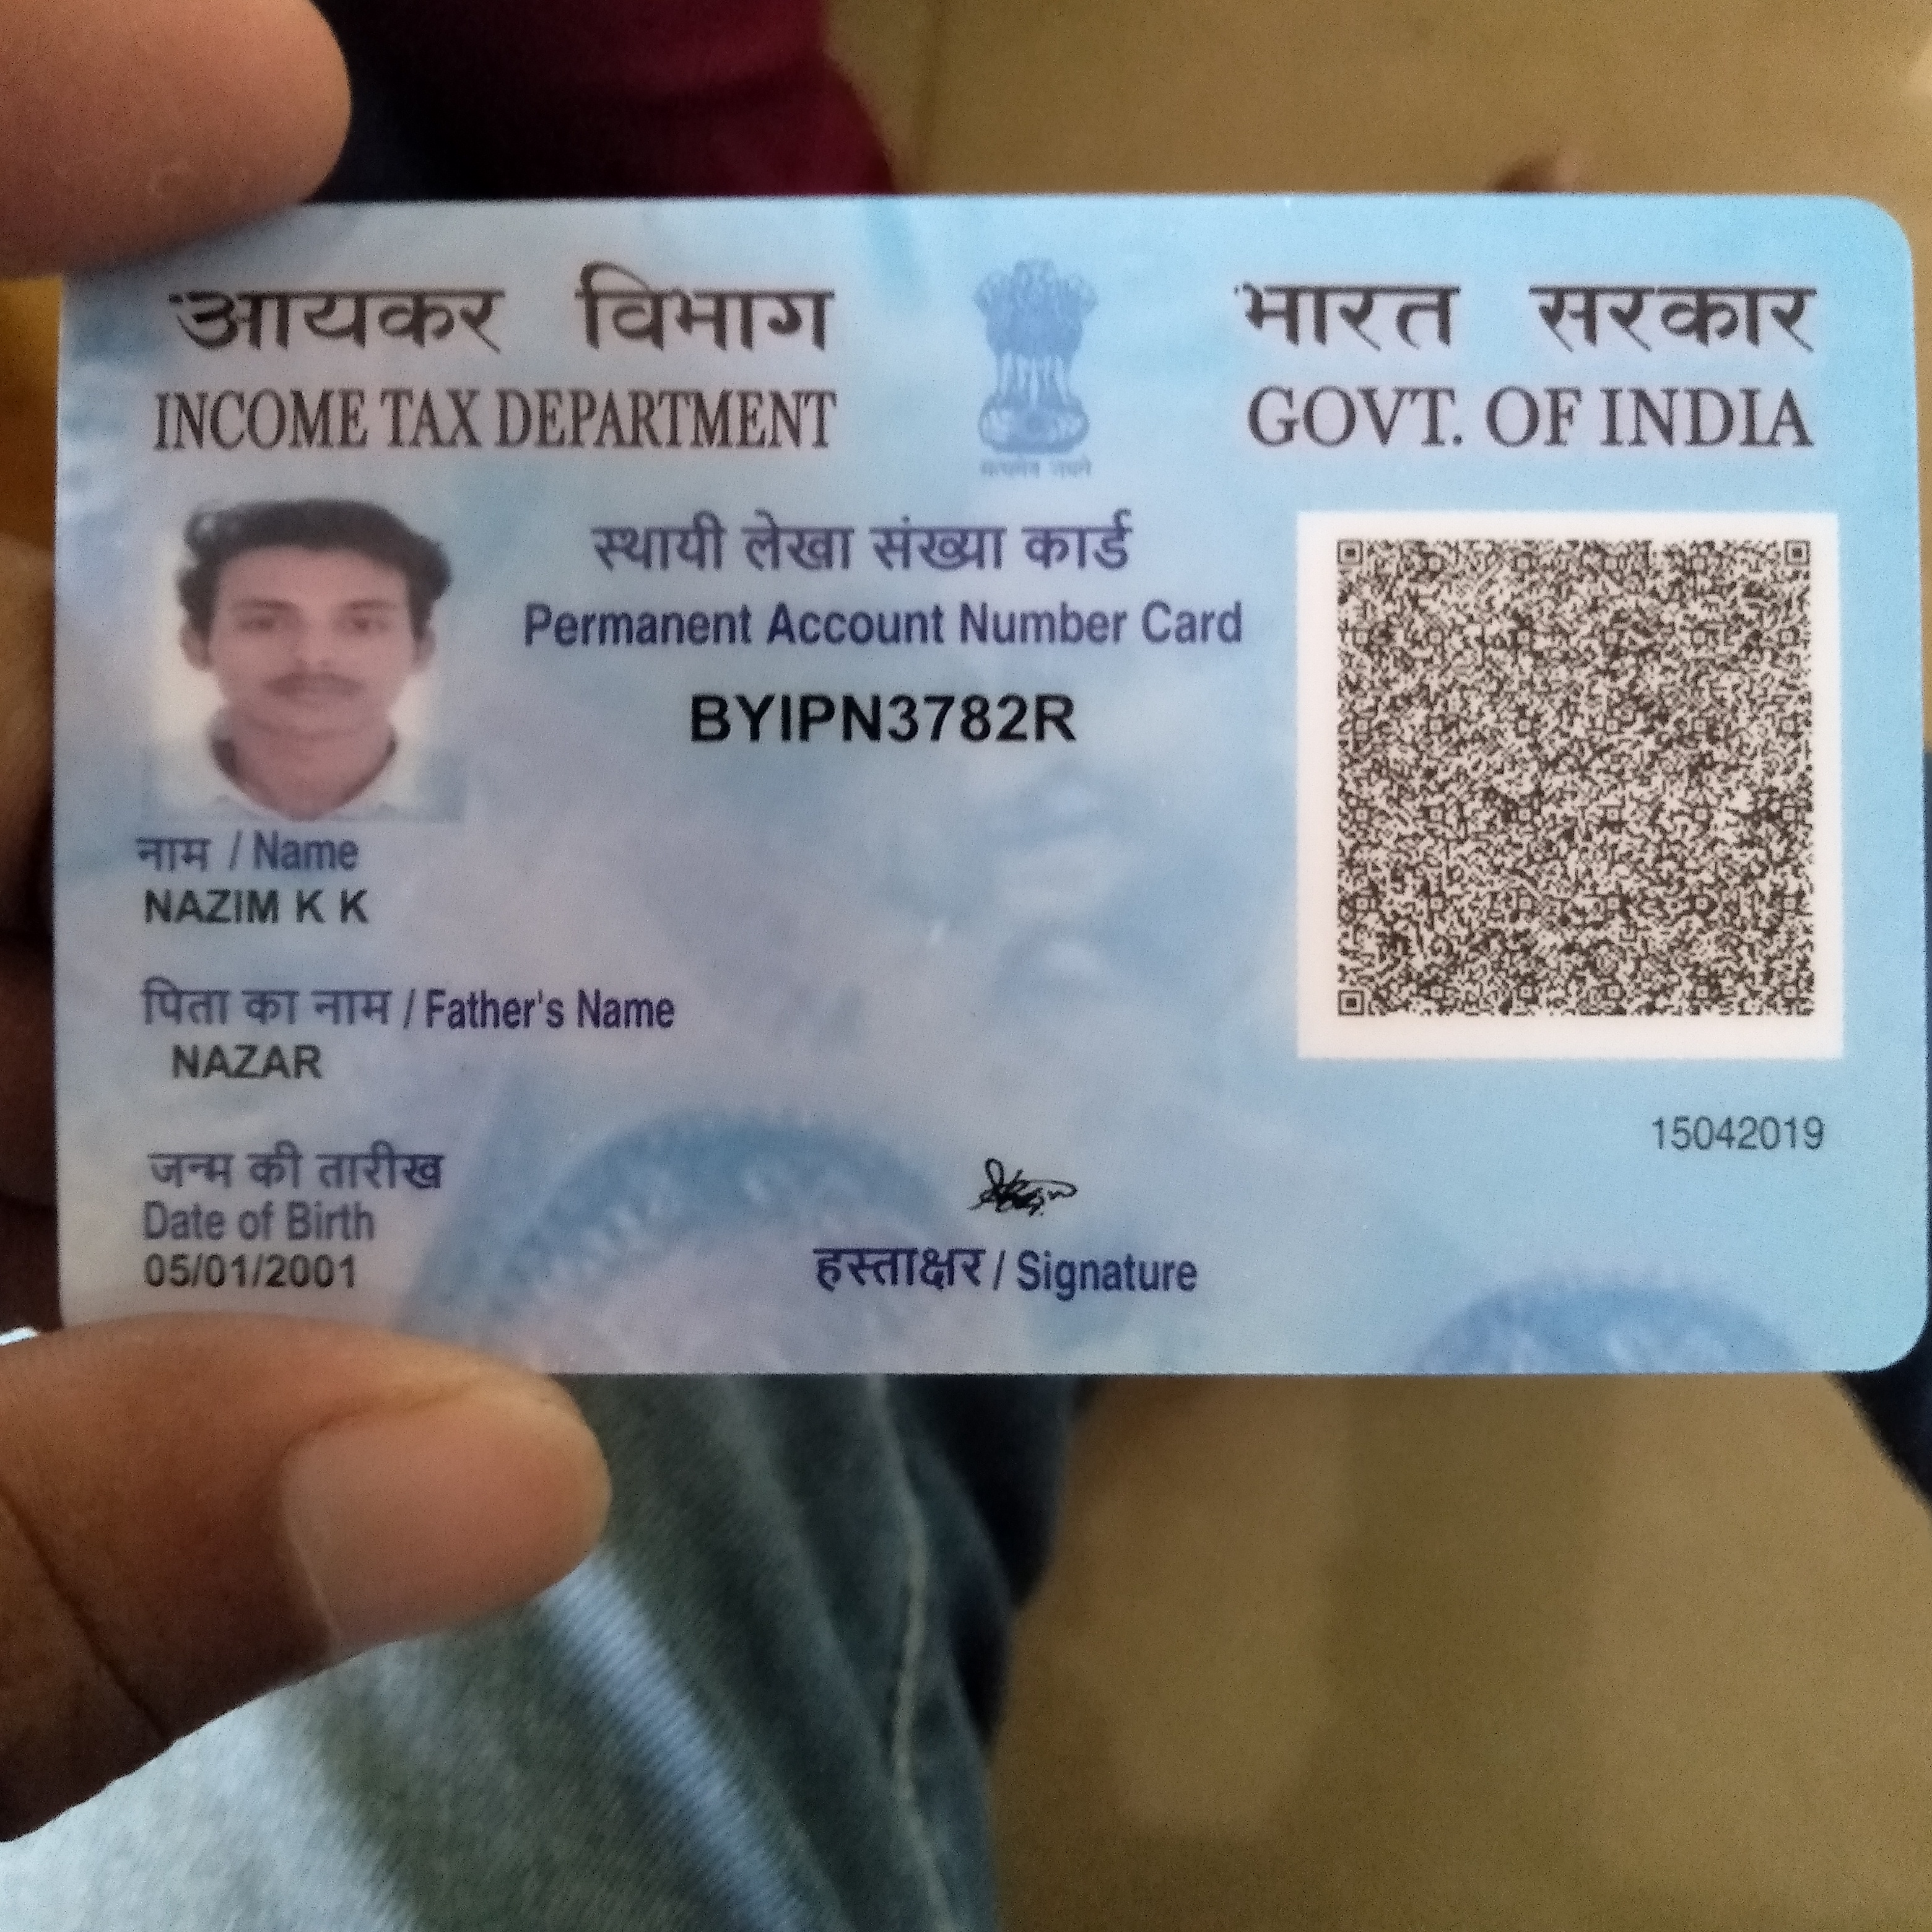 आयकर विभाग
INCOME TAX DEPARTMENT
भारत सरकार
GOVT. OF INDIA
सत्यमेव जयते
स्थायी लेखा संख्या कार्ड
Permanent Account Number Card
BYIPN3782R
नाम / Name
NAZIM K K
पिता का नाम / Father's Name
NAZAR
जन्म की तारीख
Date of Birth
05/01/2001
हस्ताक्षर / Signature
15042019